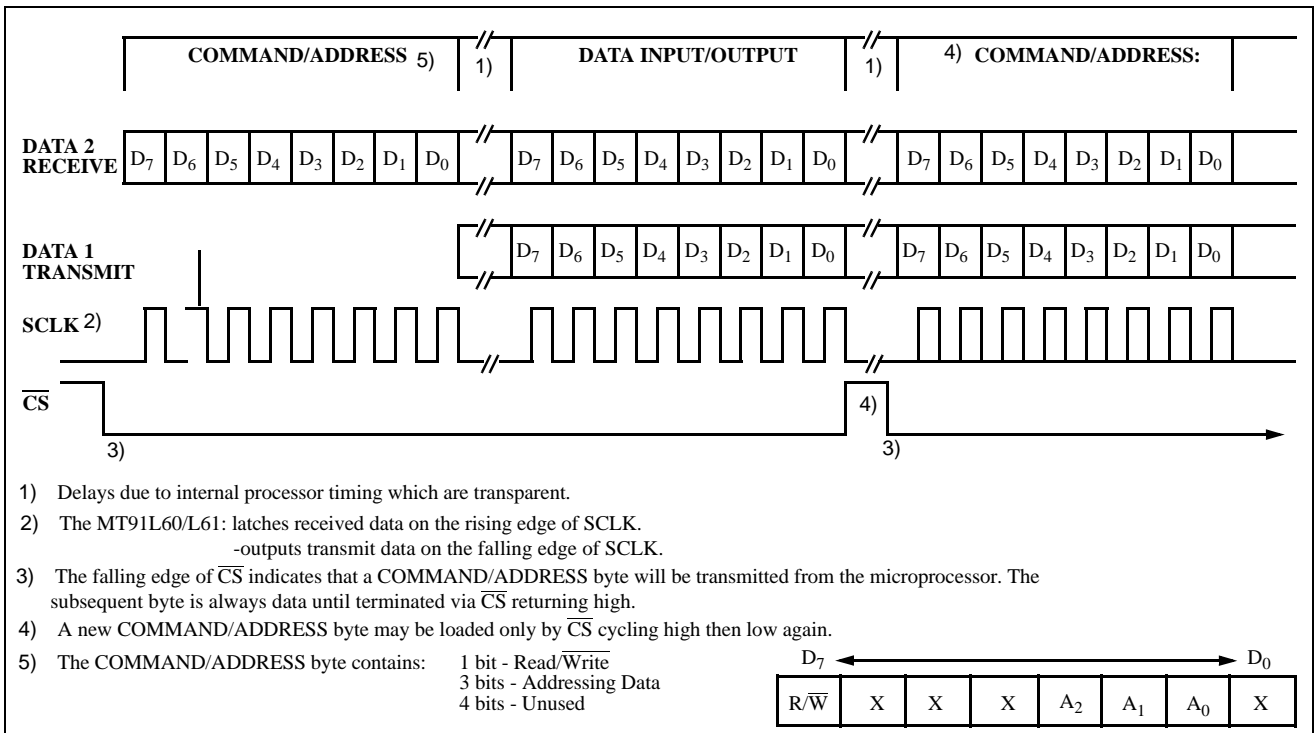 COMMAND/ADDRESS 5) 1) DATA INPUT/OUTPUT 1) 4) COMMAND/ADDRESS:
DATA 2
RECEIVE D7 D6 D5 D4 D3 D2 D1 D0 D7 D6 D5 D4 D3 D2 D1 D0 D7 D6 D5 D4 D3 D2 D1 D0
DATA 1
TRANSMIT D7 D6 D5 D4 D3 D2 D1 D0 D7 D6 D5 D4 D3 D2 D1 D0
SCLK 2)
CS 4)
3) 3)
1) Delays due to internal processor timing which are transparent.
2) The MT91L60/L61: latches received data on the rising edge of SCLK.
-outputs transmit data on the falling edge of SCLK.
3) The falling edge of CS indicates that a COMMAND/ADDRESS byte will be transmitted from the microprocessor. The
subsequent byte is always data until terminated via CS returning high.
4) A new COMMAND/ADDRESS byte may be loaded only by CS cycling high then low again.
5) The COMMAND/ADDRESS byte contains: 1 bit - Read/Write
3 bits - Addressing Data
4 bits - Unused
D7 D0
R/W X X X A2 A1 A0 X